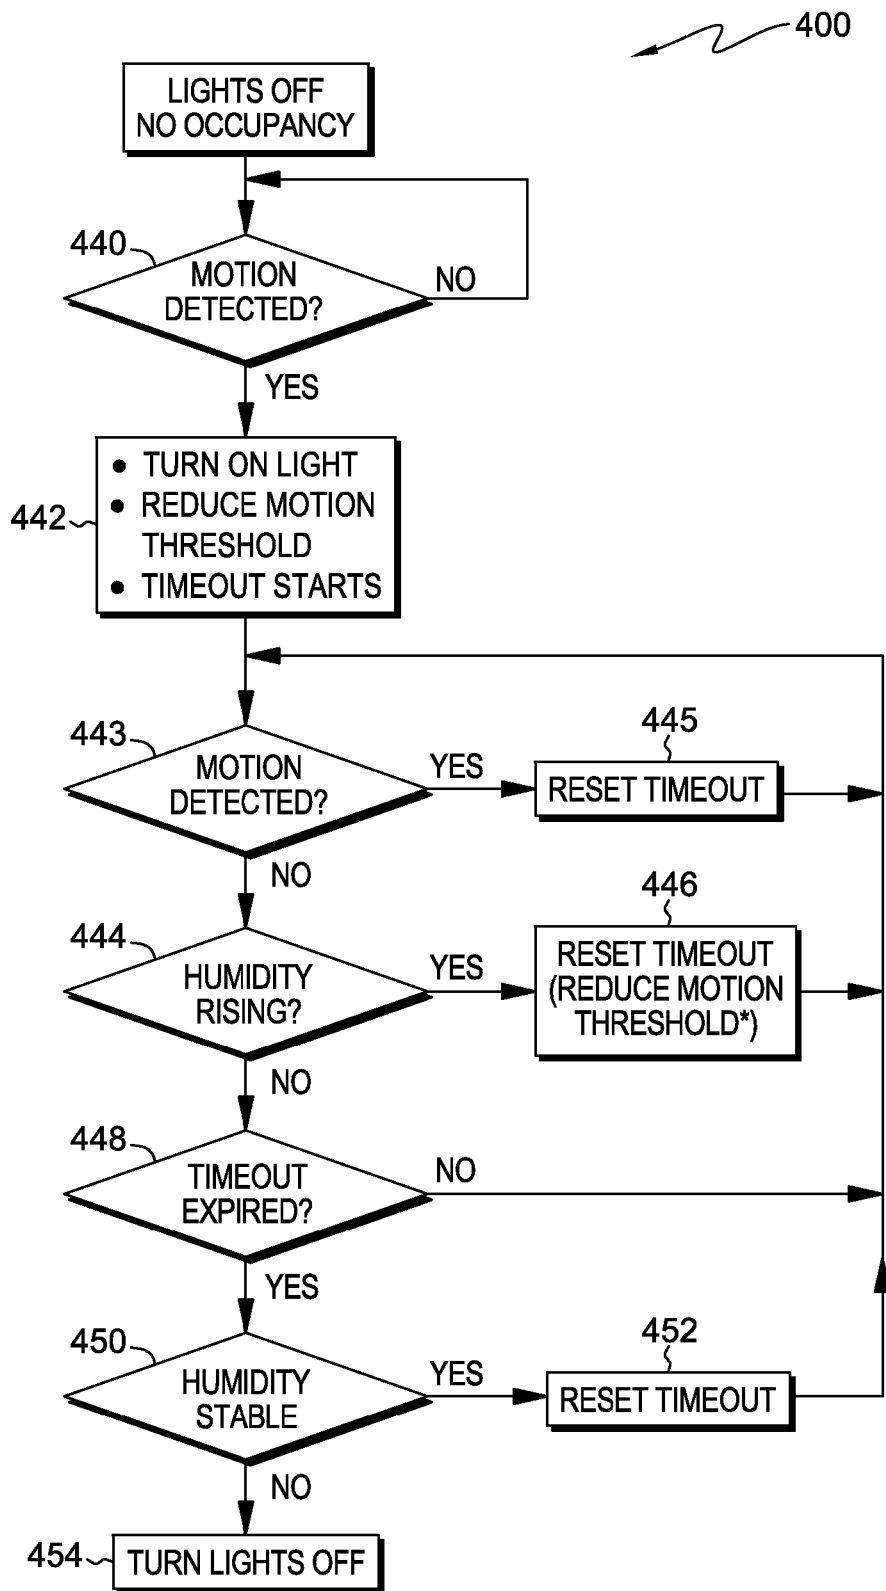 400
LIGHTS OFF
NO OCCUPANCY
440
MOTION
DETECTED?
NO
YES
442
• TURN ON LIGHT
• REDUCE MOTION
THRESHOLD
• TIMEOUT STARTS
443
MOTION
DETECTED?
YES
445
RESET TIMEOUT
NO
444
HUMIDITY
RISING?
YES
446
RESET TIMEOUT
(REDUCE MOTION
THRESHOLD*)
NO
448
TIMEOUT
EXPIRED?
NO
YES
450
HUMIDITY
STABLE
YES
452
RESET TIMEOUT
NO
454
TURN LIGHTS OFF